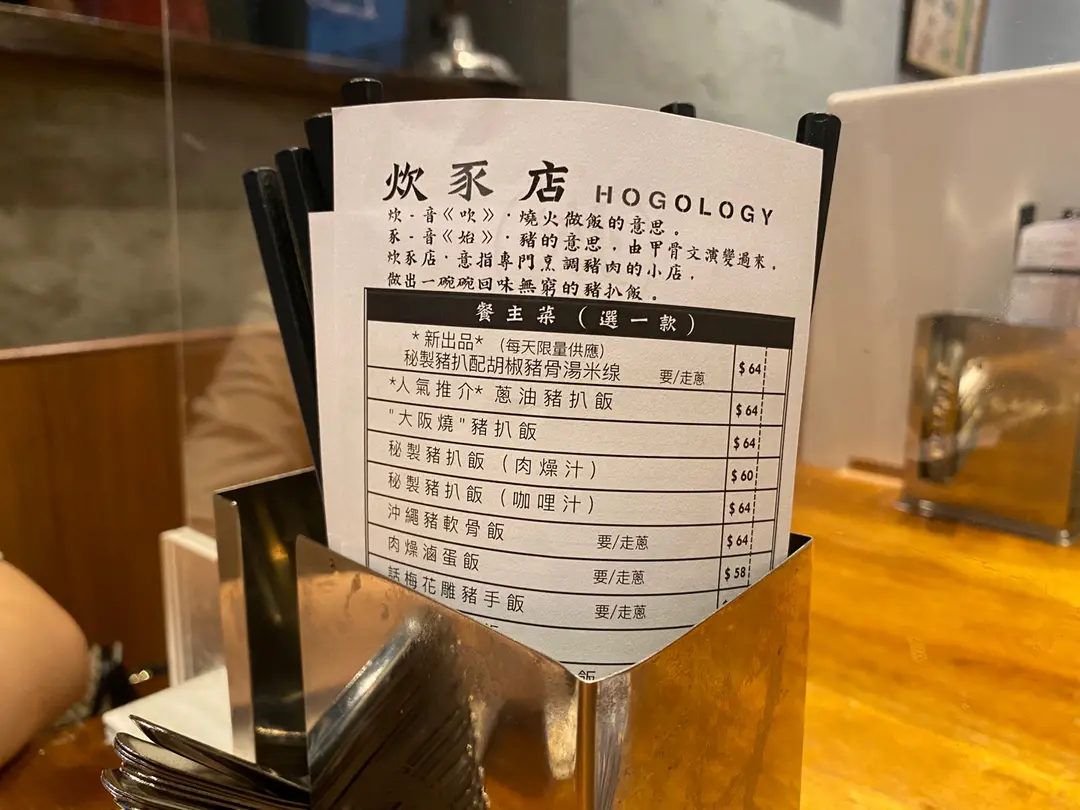 炊豕店 HOGOLOGY
炊-音《吹》，燒火做飯的意思。
豕-音《始》，豬的意思，由甲骨文演變過來。
炊豕店，意指專門烹調豬肉的小店，
做出一碗碗回味無窮的豬扒飯。
餐主菜（選一款）
*新出品* (每天限量供應)
秘製豬扒配胡椒豬骨湯米线 要/走蔥 $64
*人氣推介* 蔥油豬扒飯 $64
"大阪燒"豬扒飯 $64
秘製豬扒飯（肉燥汁） $60
秘製豬扒飯（咖哩汁） $64
沖繩豬軟骨飯 要/走蔥 $64
肉燥滷蛋飯 要/走蔥 $58
話梅花雕豬手飯 要/走蔥
飯